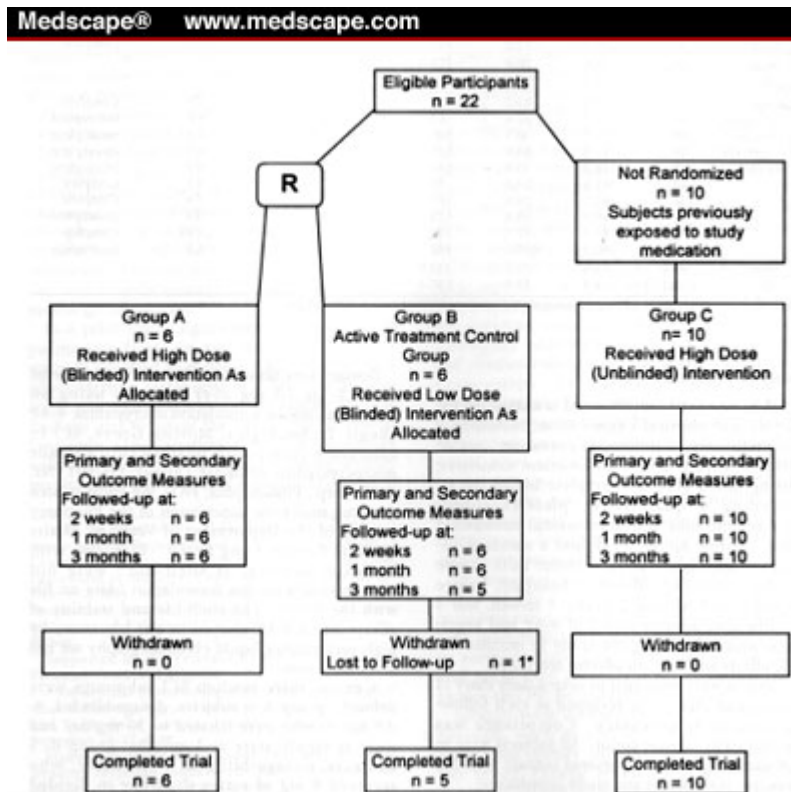 Medscape® www.medscape.com
Eligible Participants
n = 22
R
Not Randomized
n = 10
Subjects previously
exposed to study
medication
Group A
n = 6
Received High Dose
(Blinded) Intervention As
Allocated
Group B
Active Treatment Control
Group
n = 6
Received Low Dose
(Blinded) Intervention As
Allocated
Group C
n= 10
Received High Dose
(Unblinded) Intervention
Primary and Secondary
Outcome Measures
Followed-up at:
2 weeks n = 6
1 month n = 6
3 months n = 6
Primary and Secondary
Outcome Measures
Followed-up at:
2 weeks n = 6
1 month n = 6
3 months n = 5
Primary and Secondary
Outcome Measures
Followed-up at:
2 weeks n = 10
1 month n = 10
3 months n = 10
Withdrawn
n = 0
Withdrawn
Lost to Follow-up n = 1*
Withdrawn
n = 0
Completed Trial
n = 6
Completed Trial
n = 5
Completed Trial
n = 10